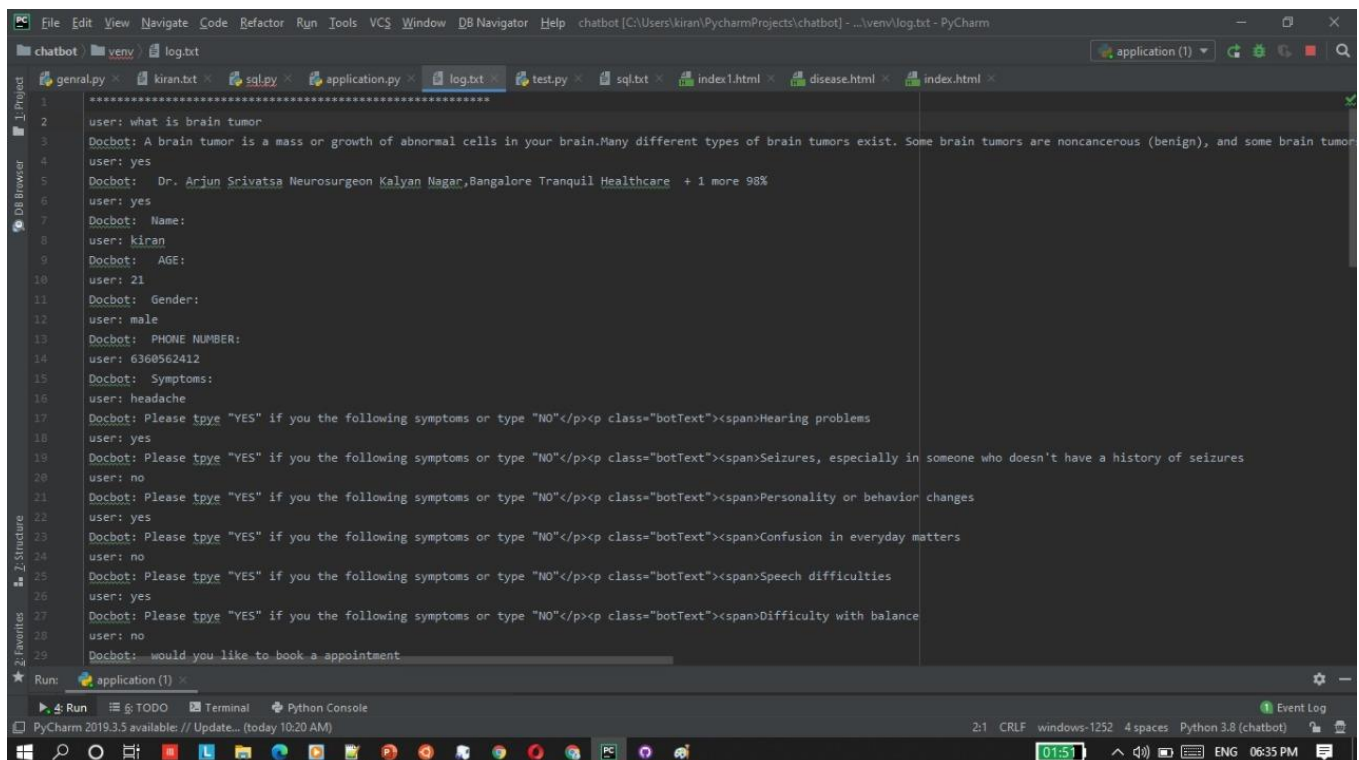 File Edit View Navigate Code Refactor Run Tools VCS Window DB Navigator Help chatbot [C:\Users\kiran\PycharmProjects\chatbot] - ...\venv\log.txt - PyCharm
chatbot venv log.txt application (1)
genral.py kiran.txt sql.py application.py log.txt test.py sql.txt index1.html disease.html index.html
1 **********************************************************
2 user: what is brain tumor
3 Docbot: A brain tumor is a mass or growth of abnormal cells in your brain.Many different types of brain tumors exist. Some brain tumors are noncancerous (benign), and some brain tumor
4 user: yes
5 Docbot: Dr. Arjun Srivatsa Neurosurgeon Kalyan Nagar,Bangalore Tranquil Healthcare + 1 more 98%
6 user: yes
7 Docbot: Name:
8 user: kiran
9 Docbot: AGE:
10 user: 21
11 Docbot: Gender:
12 user: male
13 Docbot: PHONE NUMBER:
14 user: 6360562412
15 Docbot: Symptoms:
16 user: headache
17 Docbot: Please tpye "YES" if you the following symptoms or type "NO"</p><p class="botText"><span>Hearing problems
18 user: yes
19 Docbot: Please tpye "YES" if you the following symptoms or type "NO"</p><p class="botText"><span>Seizures, especially in someone who doesn't have a history of seizures
20 user: no
21 Docbot: Please tpye "YES" if you the following symptoms or type "NO"</p><p class="botText"><span>Personality or behavior changes
22 user: yes
23 Docbot: Please tpye "YES" if you the following symptoms or type "NO"</p><p class="botText"><span>Confusion in everyday matters
24 user: no
25 Docbot: Please tpye "YES" if you the following symptoms or type "NO"</p><p class="botText"><span>Speech difficulties
26 user: yes
27 Docbot: Please tpye "YES" if you the following symptoms or type "NO"</p><p class="botText"><span>Difficulty with balance
28 user: no
29 Docbot: would you like to book a appointment
1: Project
DB Browser
7: Structure
2: Favorites
Run: application (1)
4: Run 6: TODO Terminal Python Console 1 Event Log
PyCharm 2019.3.5 available: // Update... (today 10:20 AM) 2:1 CRLF windows-1252 4 spaces Python 3.8 (chatbot)
01:51 ENG 06:35 PM